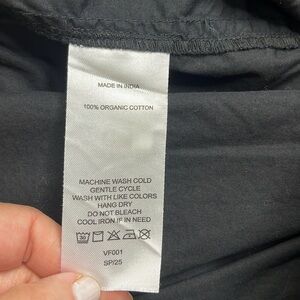 MADE IN INDIA
100% ORGANIC COTTON
MACHINE WASH COLD
GENTLE CYCLE
WASH WITH LIKE COLORS
HANG DRY
DO NOT BLEACH
COOL IRON IF IN NEED
VF001
SP/25